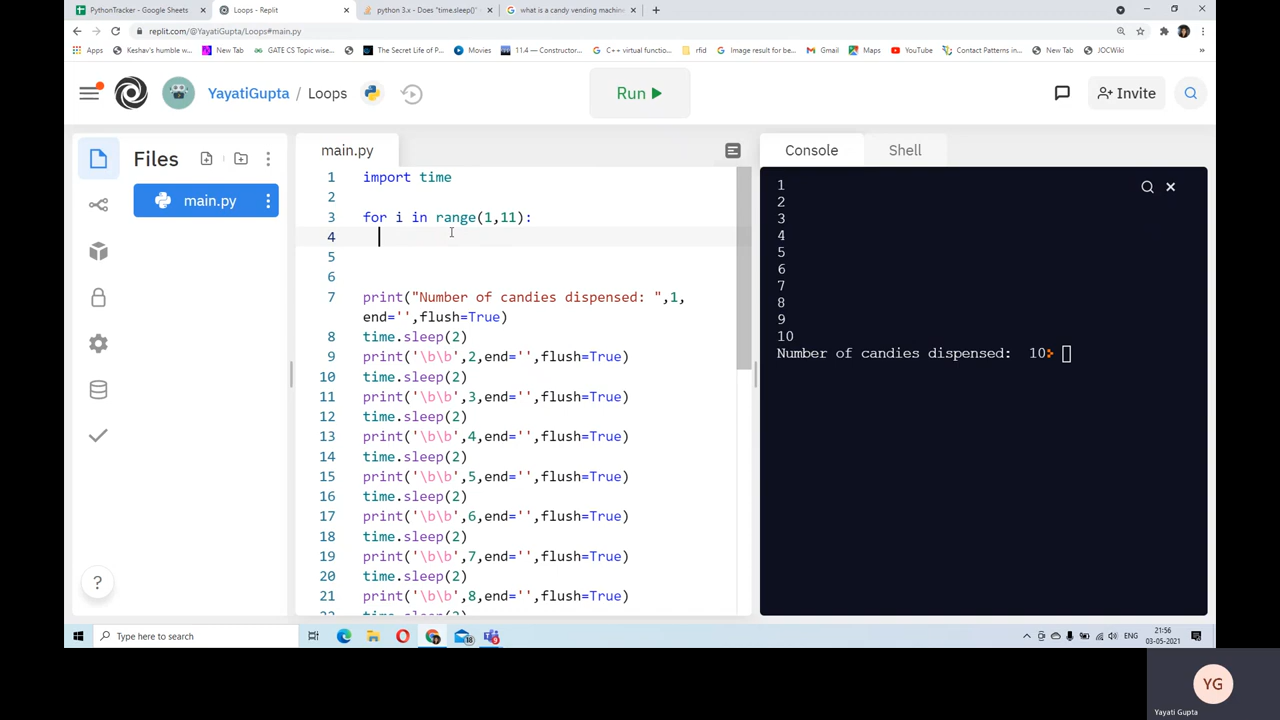 PythonTracker - Google Sheets
Loops - Replit
python 3.x - Does "time.sleep()"
what is a candy vending machin
replit.com/@YayatiGupta/Loops#main.py
Apps
Keshav's humble w...
New Tab
GATE CS Topic wise...
The Secret Life of P...
Movies
11.4 — Constructor...
C++ virtual functio...
rfid
Image result for be...
Gmail
Maps
YouTube
Contact Patterns in...
New Tab
JOCWiki
YayatiGupta / Loops
Run
Invite
Files
main.py
main.py
1 import time
2
3 for i in range(1,11):
4
5
6
7 print("Number of candies dispensed: ",1,
end='',flush=True)
8 time.sleep(2)
9 print('\b\b',2,end='',flush=True)
10 time.sleep(2)
11 print('\b\b',3,end='',flush=True)
12 time.sleep(2)
13 print('\b\b',4,end='',flush=True)
14 time.sleep(2)
15 print('\b\b',5,end='',flush=True)
16 time.sleep(2)
17 print('\b\b',6,end='',flush=True)
18 time.sleep(2)
19 print('\b\b',7,end='',flush=True)
20 time.sleep(2)
21 print('\b\b',8,end='',flush=True)
22 time.sleep(2)
Console
Shell
1
2
3
4
5
6
7
8
9
10
Number of candies dispensed:  10
?
Type here to search
18
9
ENG
21:56
03-05-2021
YG
Yayati Gupta